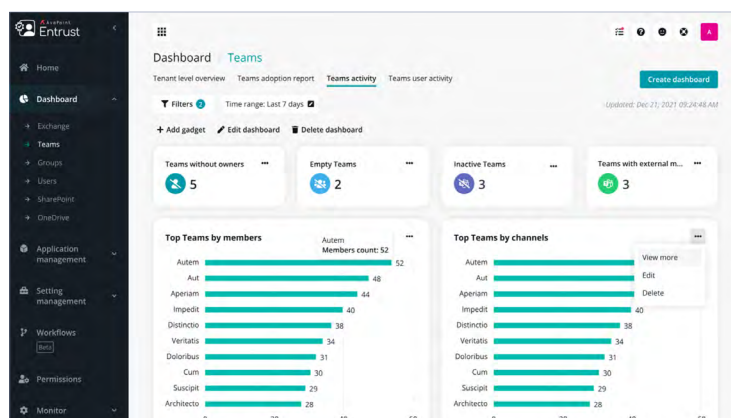 AvePoint
Entrust
Home
Dashboard
Exchange
Teams
Groups
Users
SharePoint
OneDrive
Application
management
Setting
management
Workflows
Beta
Permissions
Monitor
A
Dashboard Teams
Tenant level overview Teams adoption report Teams activity Teams user activity
Create dashboard
Filters 2 Time range: Last 7 days
Updated: Dec 21, 2021 09:24:48 AM
+ Add gadget Edit dashboard Delete dashboard
Teams without owners •••
5
Empty Teams •••
2
Inactive Teams •••
3
Teams with external m... •••
3
Top Teams by members •••
Autem
Members count: 52
Autem 52
Aut 48
Aperiam 44
Impedit 40
Distinctio 38
Veritatis 34
Doloribus 31
Cum 30
Suscipit 29
Architecto 28
Top Teams by channels •••
View more
Edit
Delete
Autem
Aut
Aperiam
Impedit 40
Distinctio 38
Veritatis 34
Doloribus 31
Cum 30
Suscipit 29
Architecto 28